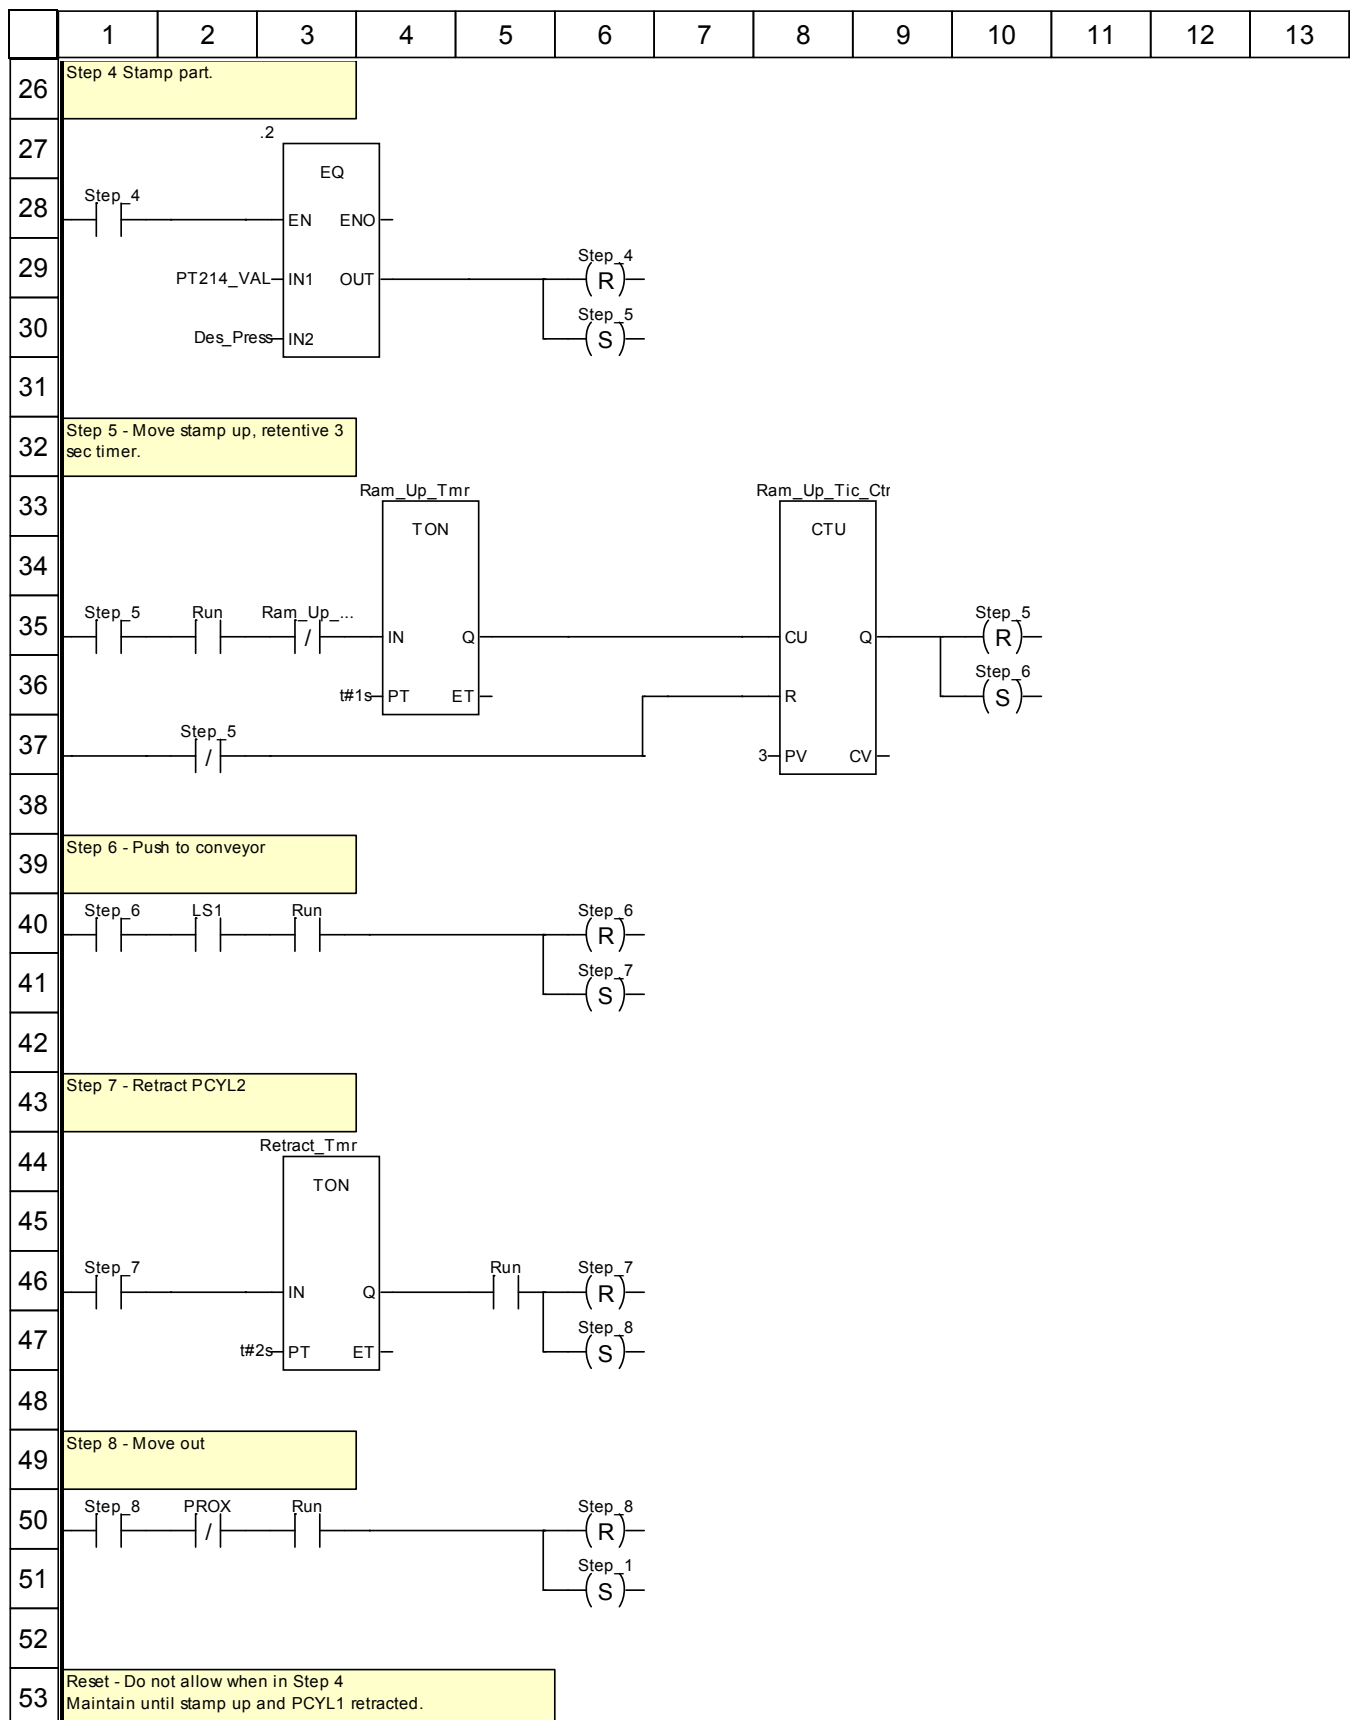 1 2 3 4 5 6 7 8 9 10 11 12 13
26 Step 4 Stamp part.
27 .2
EQ
28 Step_4 EN ENO
29 PT214_VAL IN1 OUT Step_4 R
30 Des_Press IN2 Step_5 S
31
32 Step 5 - Move stamp up, retentive 3
sec timer.
33 Ram_Up_Tmr Ram_Up_Tic_Ctr
TON CTU
34
35 Step_5 Run Ram_Up_... / IN Q CU Q Step_5 R
36 t#1s PT ET R Step_6 S
37 Step_5 / 3 PV CV
38
39 Step 6 - Push to conveyor
40 Step_6 LS1 Run Step_6 R
41 Step_7 S
42
43 Step 7 - Retract PCYL2
44 Retract_Tmr
TON
45
46 Step_7 IN Q Run Step_7 R
47 t#2s PT ET Step_8 S
48
49 Step 8 - Move out
50 Step_8 PROX / Run Step_8 R
51 Step_1 S
52
53 Reset - Do not allow when in Step 4
Maintain until stamp up and PCYL1 retracted.